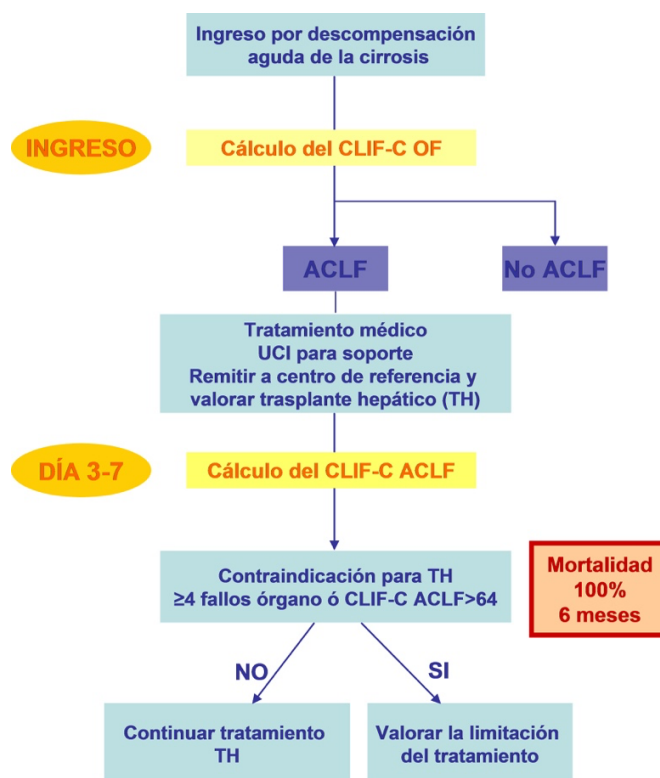 Ingreso por descompensación
aguda de la cirrosis
INGRESO
Cálculo del CLIF-C OF
ACLF
No ACLF
Tratamiento médico
UCI para soporte
Remitir a centro de referencia y
valorar trasplante hepático (TH)
DÍA 3-7
Cálculo del CLIF-C ACLF
Contraindicación para TH
≥4 fallos órgano ó CLIF-C ACLF>64
Mortalidad
100%
6 meses
NO
SI
Continuar tratamiento
TH
Valorar la limitación
del tratamiento